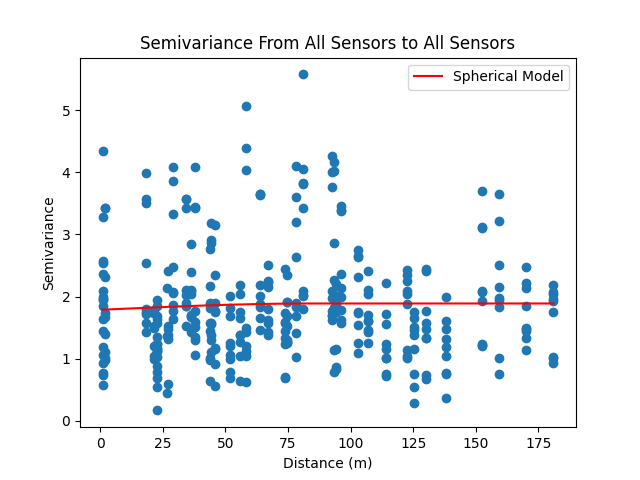 Semivariance From All Sensors to All Sensors
Spherical Model
Semivariance
5
4
3
2
1
0
0 25 50 75 100 125 150 175
Distance (m)